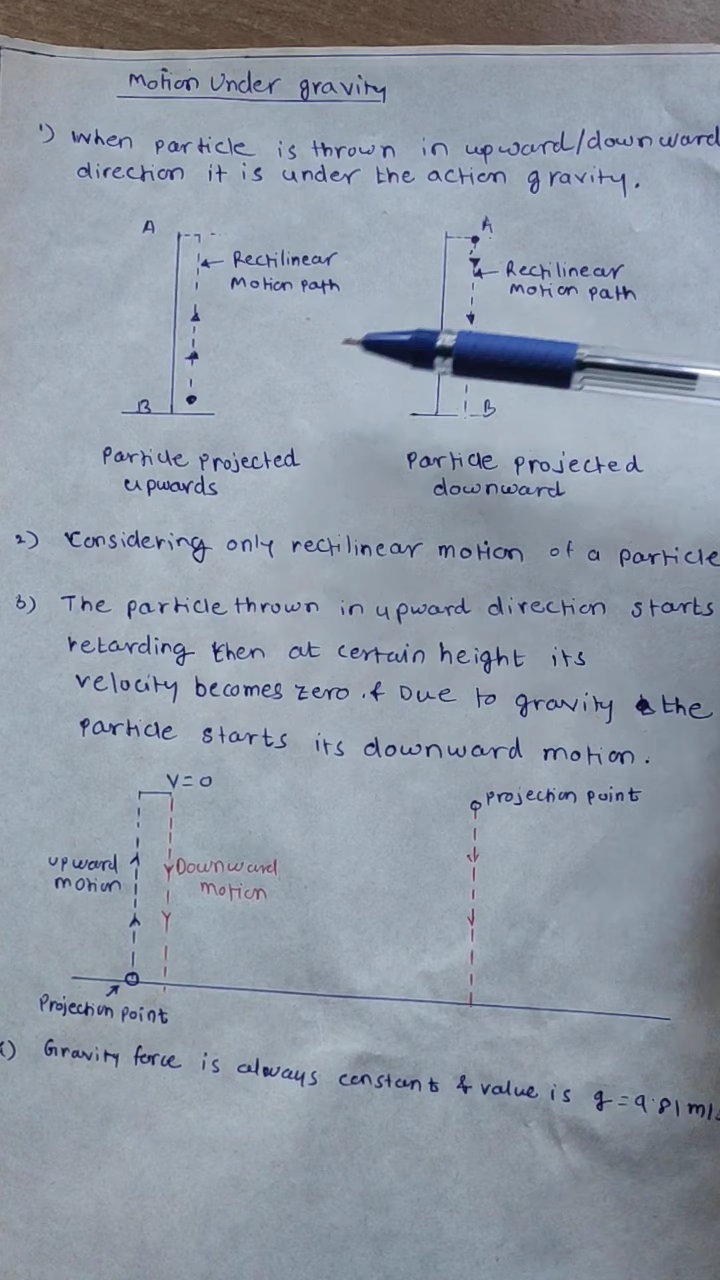 Motion Under gravity
1) When particle is thrown in upward/downward
direction it is under the action gravity.
A
Rectilinear
Motion path
B
Particle projected
upwards
A
Rectilinear
motion path
B
Particle projected
downward
2) Considering only rectilinear motion of a particle
3) The particle thrown in upward direction starts
retarding then at certain height its
velocity becomes zero. & Due to gravity the
particle starts its downward motion.
V=0
upward
motion
Downward
motion
Projection point
projection point
Gravity force is always constant & value is g=9.81 m/